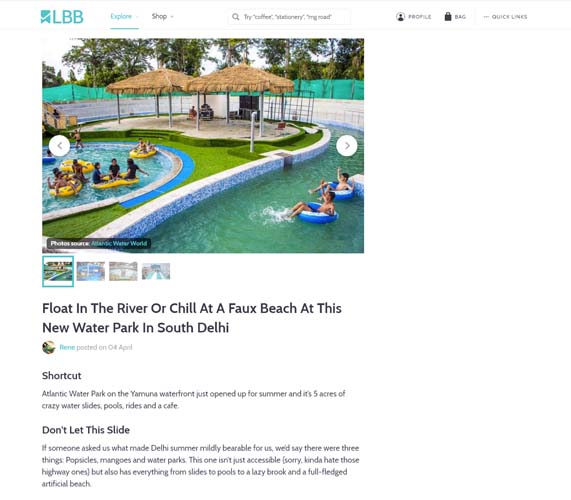 LBB
Explore
Shop
Try "coffee", "stationery", "mg road"
PROFILE
BAG
QUICK LINKS
Photos source: Atlantic Water World
Float In The River Or Chill At A Faux Beach At This
New Water Park In South Delhi
Rene posted on 04 April
Shortcut
Atlantic Water Park on the Yamuna waterfront just opened up for summer and it's 5 acres of
crazy water slides, pools, rides and a cafe.
Don't Let This Slide
If someone asked us what made Delhi summer mildly bearable for us, we'd say there were three
things: Popsicles, mangoes and water parks. This one isn't just accessible (sorry, kinda hate those
highway ones) but also has everything from slides to pools to a lazy brook and a full-fledged
artificial beach.